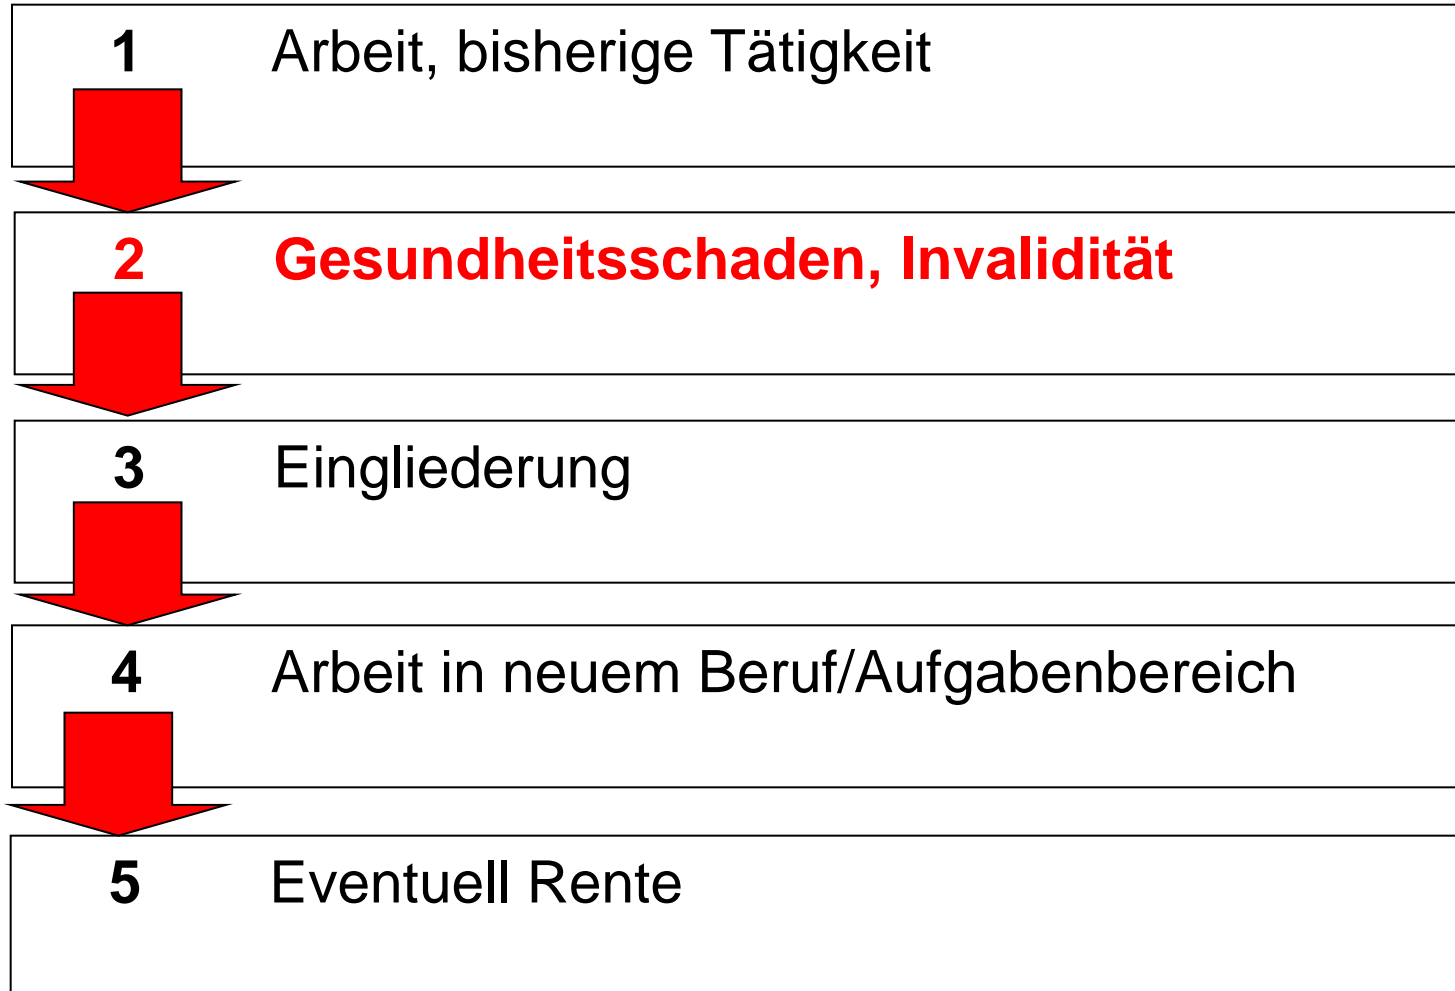 1 Arbeit, bisherige Tätigkeit
2 Gesundheitsschaden, Invalidität
3 Eingliederung
4 Arbeit in neuem Beruf/Aufgabenbereich
5 Eventuell Rente